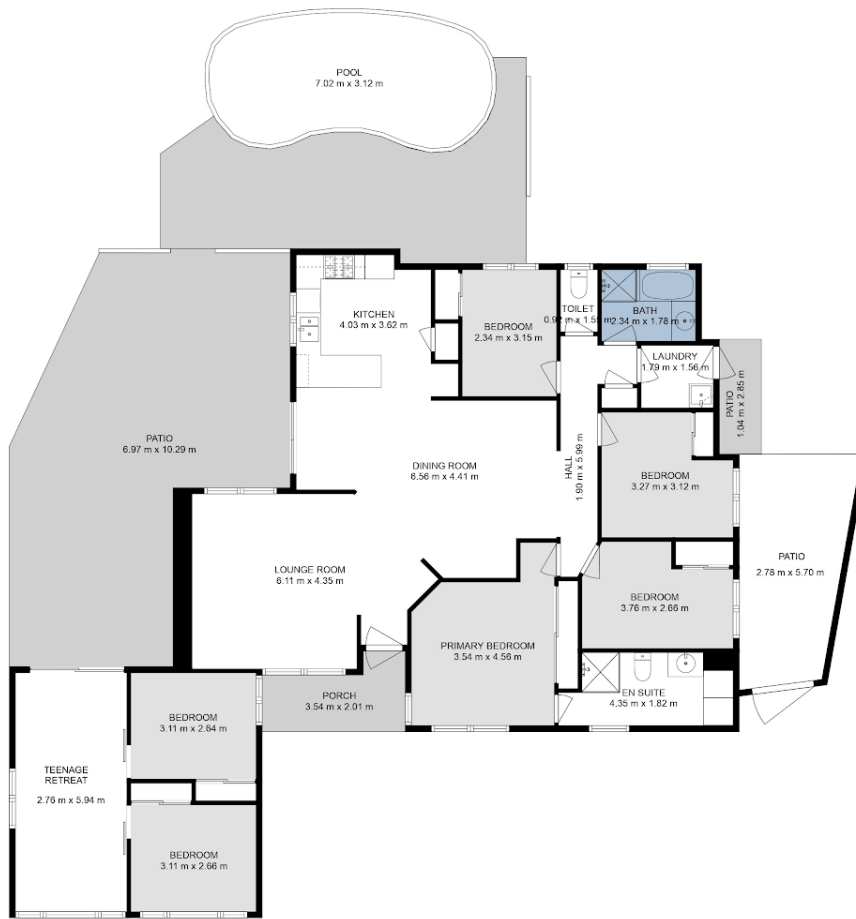 POOL
7.02 m x 3.12 m
KITCHEN
4.03 m x 3.62 m
BEDROOM
2.34 m x 3.15 m
TOILET
0.92 m x 1.55 m
BATH
2.34 m x 1.78 m
LAUNDRY
1.79 m x 1.56 m
PATIO
1.04 m x 2.85 m
PATIO
6.97 m x 10.29 m
DINING ROOM
6.56 m x 4.41 m
HALL
1.90 m x 5.99 m
BEDROOM
3.27 m x 3.12 m
PATIO
2.78 m x 5.70 m
LOUNGE ROOM
6.11 m x 4.35 m
BEDROOM
3.76 m x 2.66 m
PRIMARY BEDROOM
3.54 m x 4.56 m
EN SUITE
4.35 m x 1.82 m
PORCH
3.54 m x 2.01 m
BEDROOM
3.11 m x 2.64 m
TEENAGE
RETREAT
2.76 m x 5.94 m
BEDROOM
3.11 m x 2.66 m